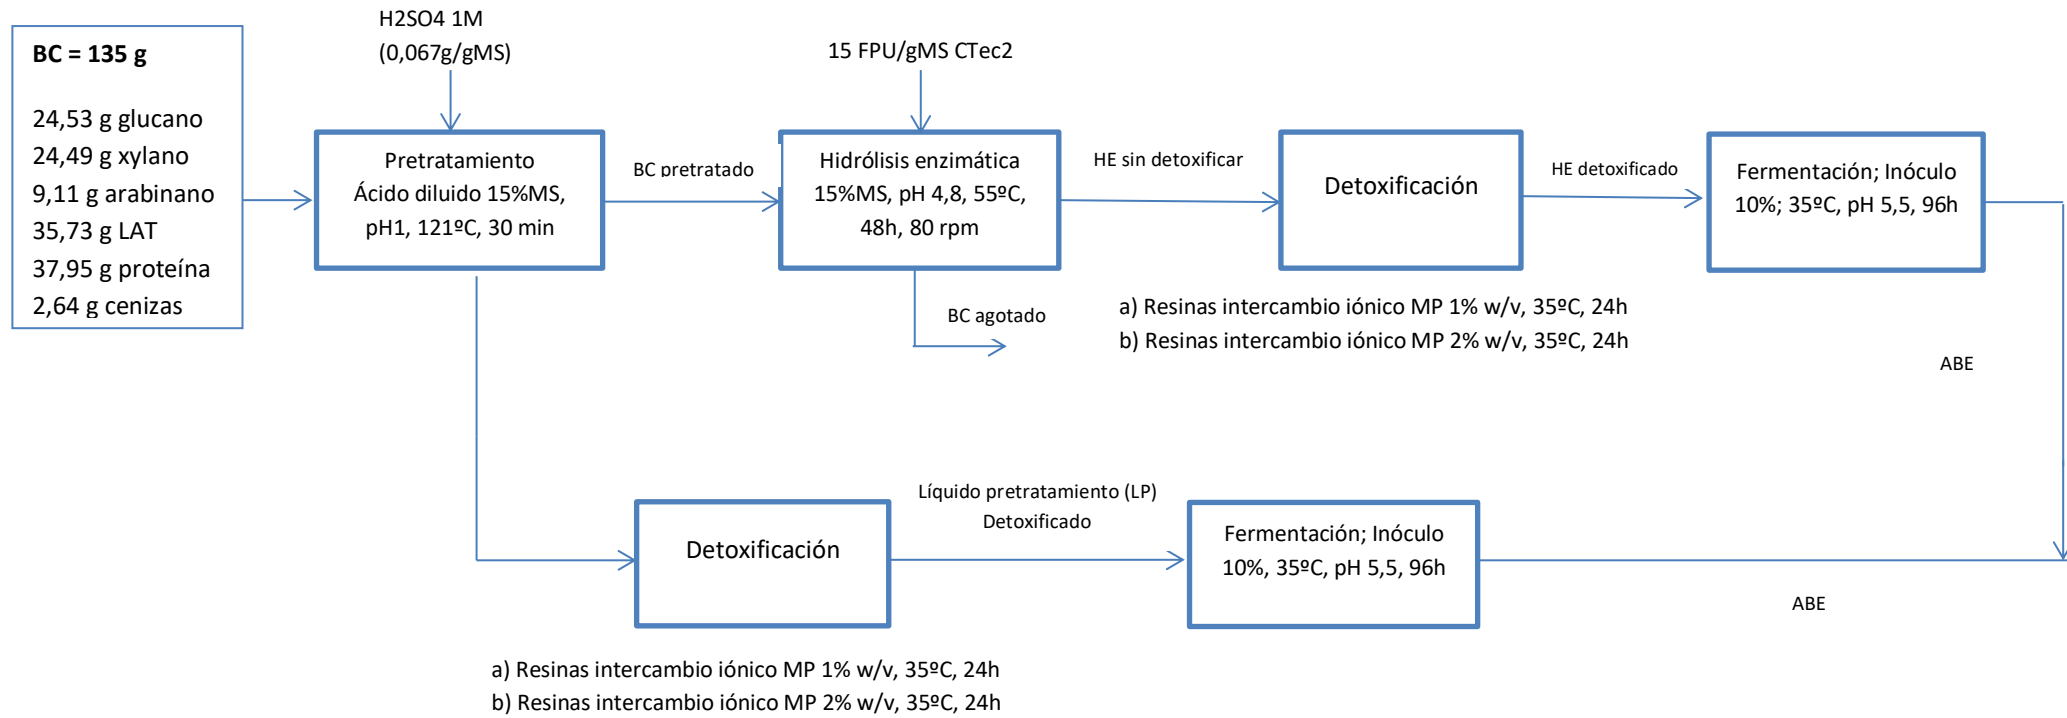 BC = 135 g
24,53 g glucano
24,49 g xylano
9,11 g arabinano
35,73 g LAT
37,95 g proteína
2,64 g cenizas
H2SO4 1M
(0,067g/gMS)
Pretratamiento
Ácido diluido 15%MS,
pH1, 121ºC, 30 min
BC pretratado
15 FPU/gMS CTec2
Hidrólisis enzimática
15%MS, pH 4,8, 55ºC,
48h, 80 rpm
BC agotado
HE sin detoxificar
Detoxificación
a) Resinas intercambio iónico MP 1% w/v, 35ºC, 24h
b) Resinas intercambio iónico MP 2% w/v, 35ºC, 24h
HE detoxificado
Fermentación; Inóculo
10%; 35ºC, pH 5,5, 96h
ABE
Detoxificación
a) Resinas intercambio iónico MP 1% w/v, 35ºC, 24h
b) Resinas intercambio iónico MP 2% w/v, 35ºC, 24h
Líquido pretratamiento (LP)
Detoxificado
Fermentación; Inóculo
10%, 35ºC, pH 5,5, 96h
ABE